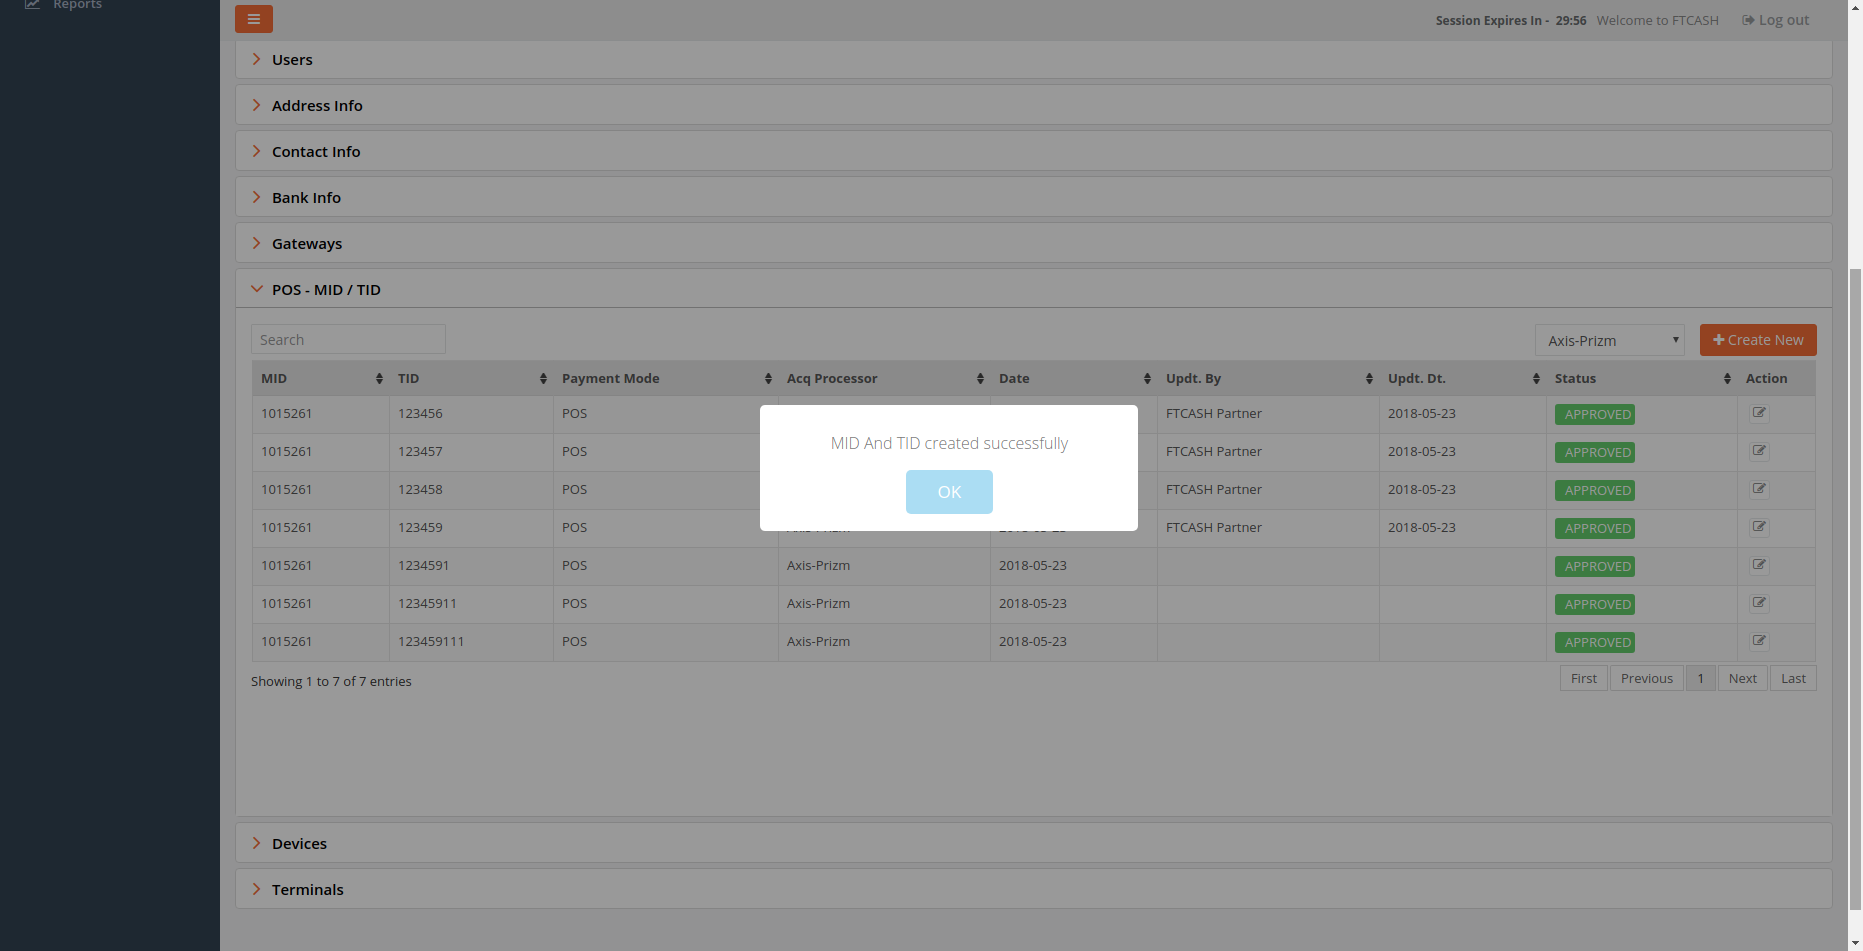 Reports
Session Expires In - 29:56 Welcome to FTCASH Log out
Users
Address Info
Contact Info
Bank Info
Gateways
POS - MID / TID
Search Axis-Prizm Create New
MID TID Payment Mode Acq Processor Date Updt. By Updt. Dt. Status Action
1015261 123456 POS FTCASH Partner 2018-05-23 APPROVED
MID And TID created successfully
1015261 123457 POS FTCASH Partner 2018-05-23 APPROVED
1015261 123458 POS FTCASH Partner 2018-05-23 APPROVED
OK
1015261 123459 POS FTCASH Partner 2018-05-23 APPROVED
1015261 1234591 POS Axis-Prizm 2018-05-23 APPROVED
1015261 12345911 POS Axis-Prizm 2018-05-23 APPROVED
1015261 123459111 POS Axis-Prizm 2018-05-23 APPROVED
Showing 1 to 7 of 7 entries First Previous 1 Next Last
Devices
Terminals